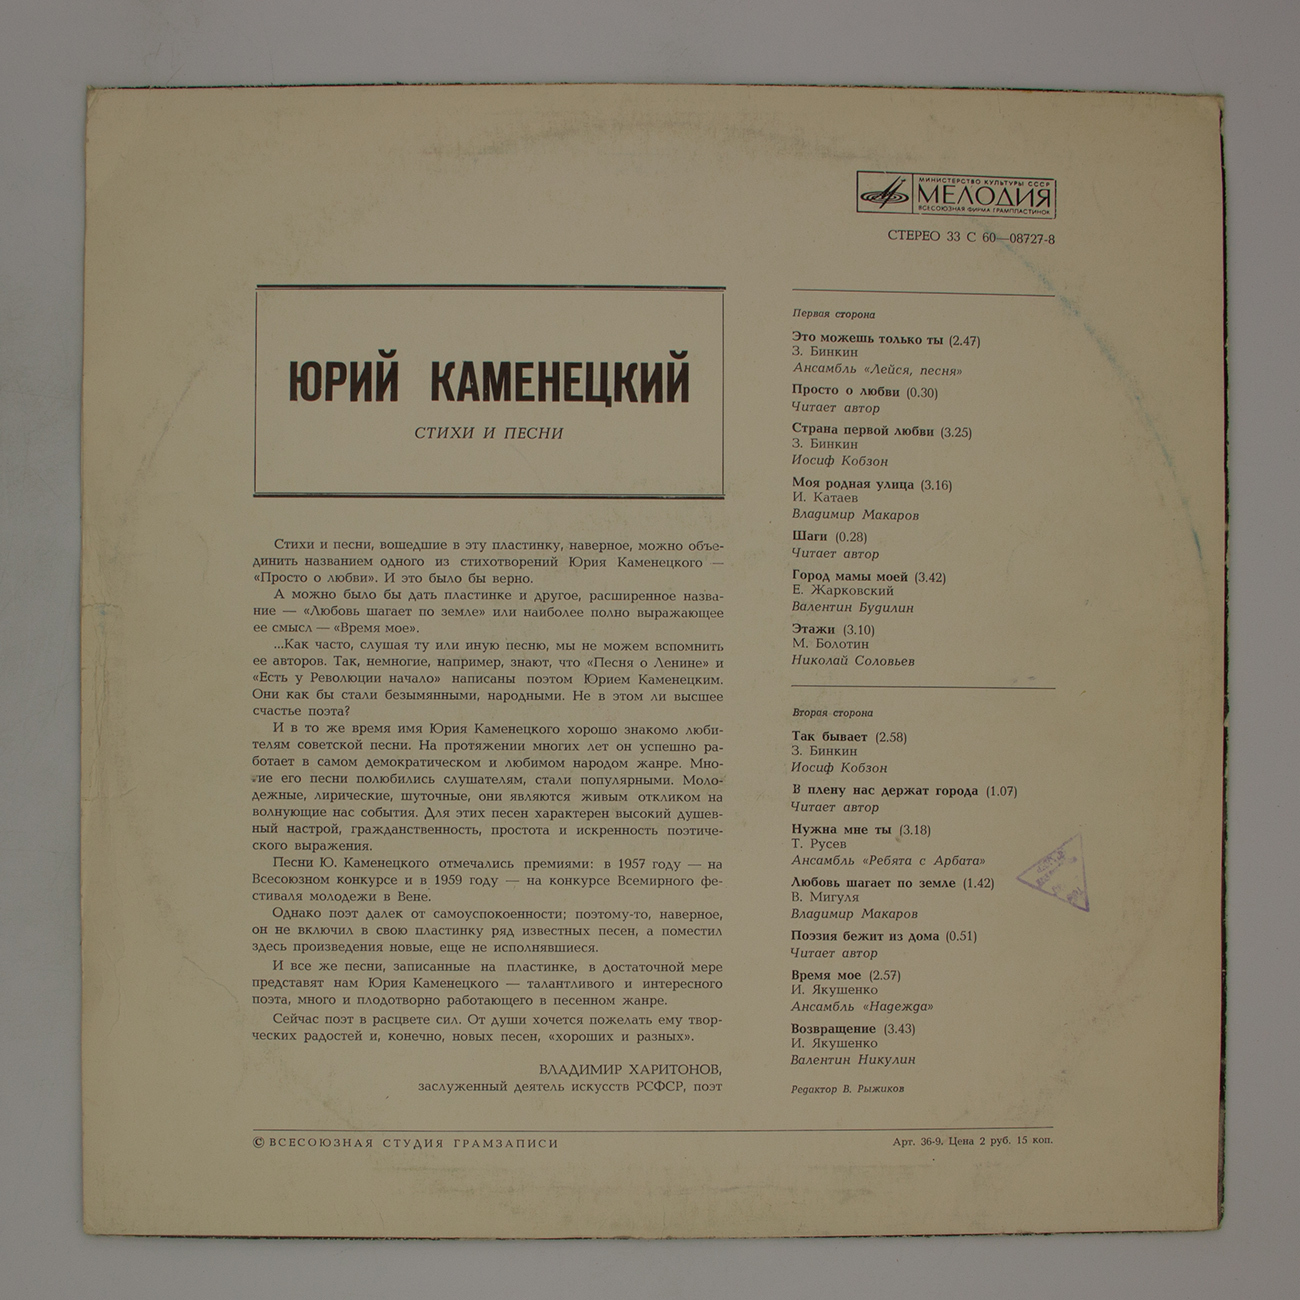 МИНИСТЕРСТВО КУЛЬТУРЫ СССР
МЕЛОДИЯ
ВСЕСОЮЗНАЯ ФИРМА ГРАМПЛАСТИНОК
СТЕРЕО 33 С 60—08727-8
ЮРИЙ КАМЕНЕЦКИЙ
СТИХИ И ПЕСНИ
Стихи и песни, вошедшие в эту пластинку, наверное, можно объе-
динить названием одного из стихотворений Юрия Каменецкого —
«Просто о любви». И это было бы верно.
А можно было бы дать пластинке и другое, расширенное назва-
ние — «Любовь шагает по земле» или наиболее полно выражающее
ее смысл — «Время мое».
...Как часто, слушая ту или иную песню, мы не можем вспомнить
ее авторов. Так, немногие, например, знают, что «Песня о Ленине» и
«Есть у Революции начало» написаны поэтом Юрием Каменецким.
Они как бы стали безымянными, народными. Не в этом ли высшее
счастье поэта?
И в то же время имя Юрия Каменецкого хорошо знакомо люби-
телям советской песни. На протяжении многих лет он успешно ра-
ботает в самом демократическом и любимом народом жанре. Мно-
гие его песни полюбились слушателям, стали популярными. Моло-
дежные, лирические, шуточные, они являются живым откликом на
волнующие нас события. Для этих песен характерен высокий душев-
ный настрой, гражданственность, простота и искренность поэтиче-
ского выражения.
Песни Ю. Каменецкого отмечались премиями: в 1957 году — на
Всесоюзном конкурсе и в 1959 году — на конкурсе Всемирного фе-
стиваля молодежи в Вене.
Однако поэт далек от самоуспокоенности; поэтому-то, наверное,
он не включил в свою пластинку ряд известных песен, а поместил
здесь произведения новые, еще не исполнявшиеся.
И все же песни, записанные на пластинке, в достаточной мере
представят нам Юрия Каменецкого — талантливого и интересного
поэта, много и плодотворно работающего в песенном жанре.
Сейчас поэт в расцвете сил. От души хочется пожелать ему твор-
ческих радостей и, конечно, новых песен, «хороших и разных».
ВЛАДИМИР ХАРИТОНОВ,
заслуженный деятель искусств РСФСР, поэт
Первая сторона
Это можешь только ты (2.47)
З. Бинкин
Ансамбль «Лейся, песня»
Просто о любви (0.30)
Читает автор
Страна первой любви (3.25)
З. Бинкин
Иосиф Кобзон
Моя родная улица (3.16)
И. Катаев
Владимир Макаров
Шаги (0.28)
Читает автор
Город мамы моей (3.42)
Е. Жарковский
Валентин Будилин
Этажи (3.10)
М. Болотин
Николай Соловьев
Вторая сторона
Так бывает (2.58)
З. Бинкин
Иосиф Кобзон
В плену нас держат города (1.07)
Читает автор
Нужна мне ты (3.18)
Т. Русев
Ансамбль «Ребята с Арбата»
Любовь шагает по земле (1.42)
В. Мигуля
Владимир Макаров
Поэзия бежит из дома (0.51)
Читает автор
Время мое (2.57)
И. Якушенко
Ансамбль «Надежда»
Возвращение (3.43)
И. Якушенко
Валентин Никулин
Редактор В. Рыжиков
© ВСЕСОЮЗНАЯ СТУДИЯ ГРАМЗАПИСИ
Арт. 36-9. Цена 2 руб. 15 коп.